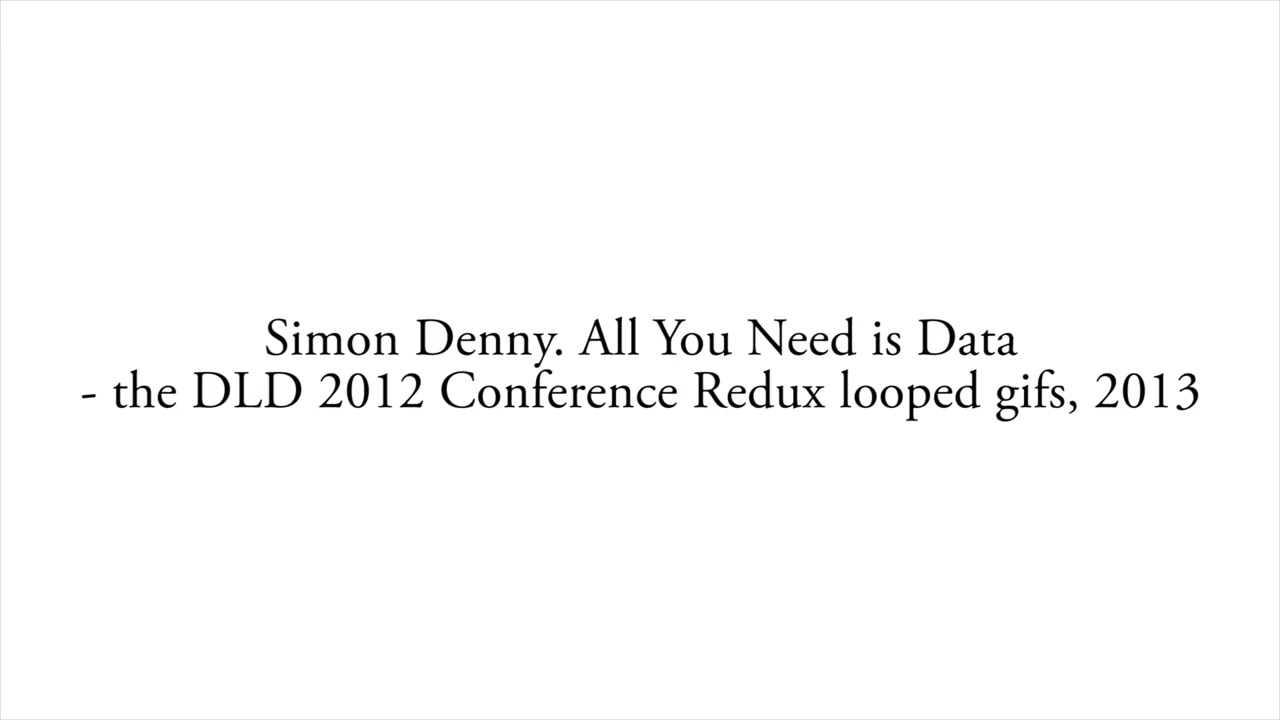 Simon Denny. All You Need is Data
- the DLD 2012 Conference Redux looped gifs, 2013